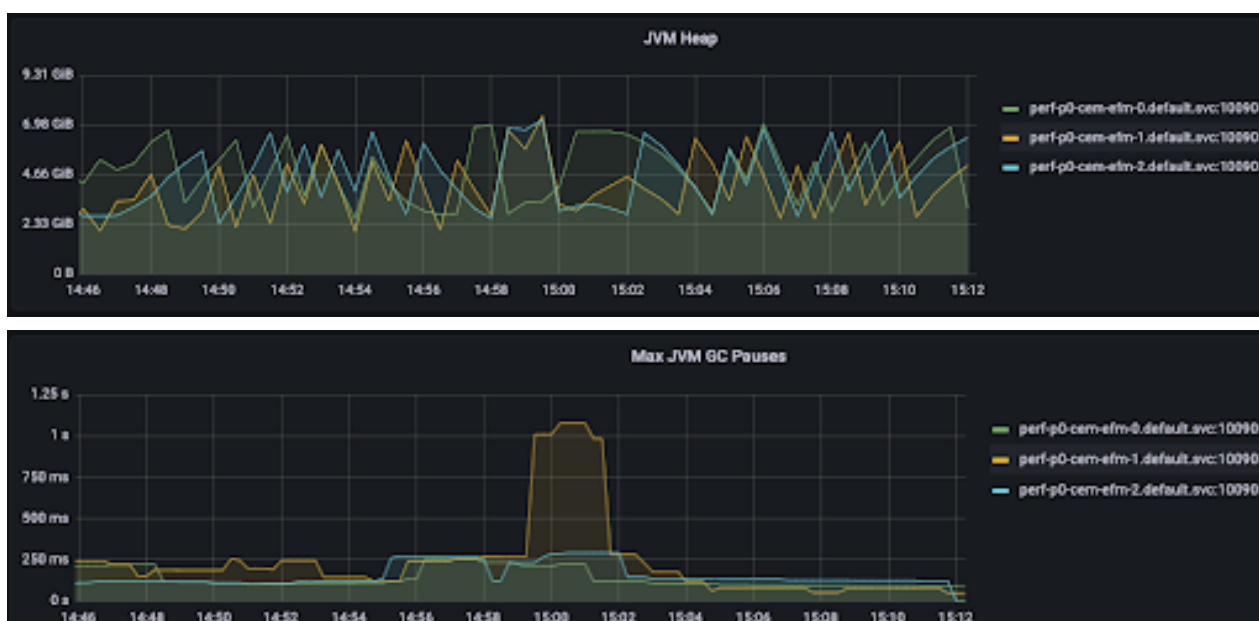 JVM Heap
9.31 GiB
6.98 GiB
4.66 GiB
2.33 GiB
0 B
14:46 14:48 14:50 14:52 14:54 14:56 14:58 15:00 15:02 15:04 15:06 15:08 15:10 15:12
perf-p0-cem-efm-0.default.svc:10090
perf-p0-cem-efm-1.default.svc:10090
perf-p0-cem-efm-2.default.svc:10090
Max JVM GC Pauses
1.25 s
1 s
750 ms
500 ms
250 ms
0 s
14:46 14:48 14:50 14:52 14:54 14:56 14:58 15:00 15:02 15:04 15:06 15:08 15:10 15:12
perf-p0-cem-efm-0.default.svc:10090
perf-p0-cem-efm-1.default.svc:10090
perf-p0-cem-efm-2.default.svc:10090